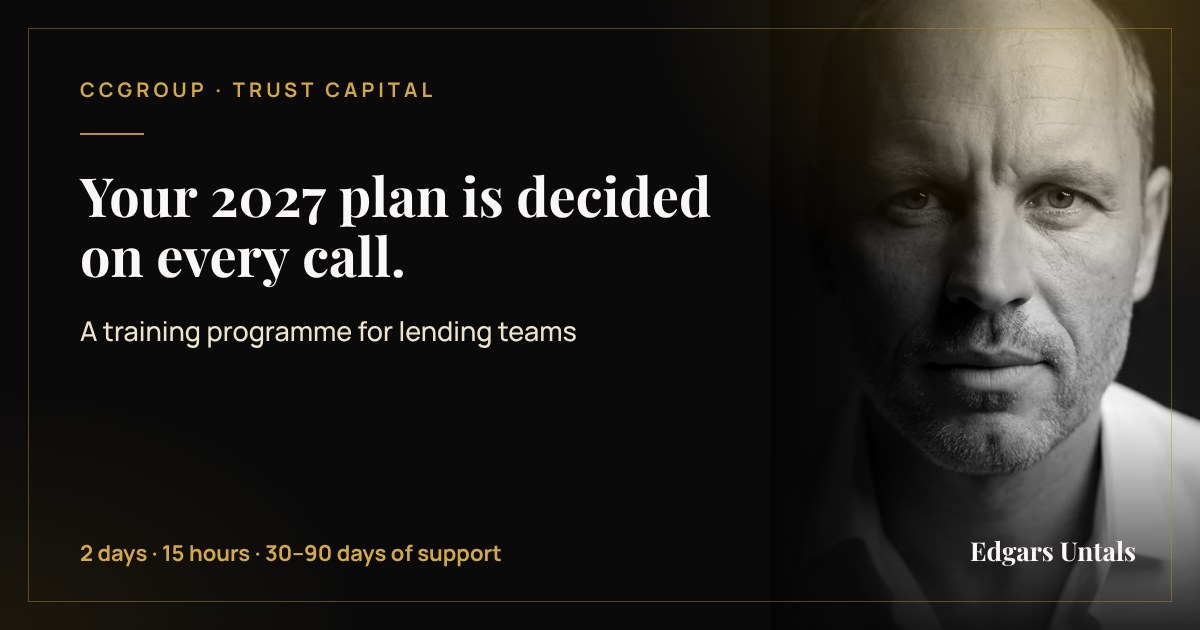 CCGROUP · TRUST CAPITAL
Your 2027 plan is decided
on every call.
A training programme for lending teams
2 days · 15 hours · 30–90 days of support
Edgars Untals